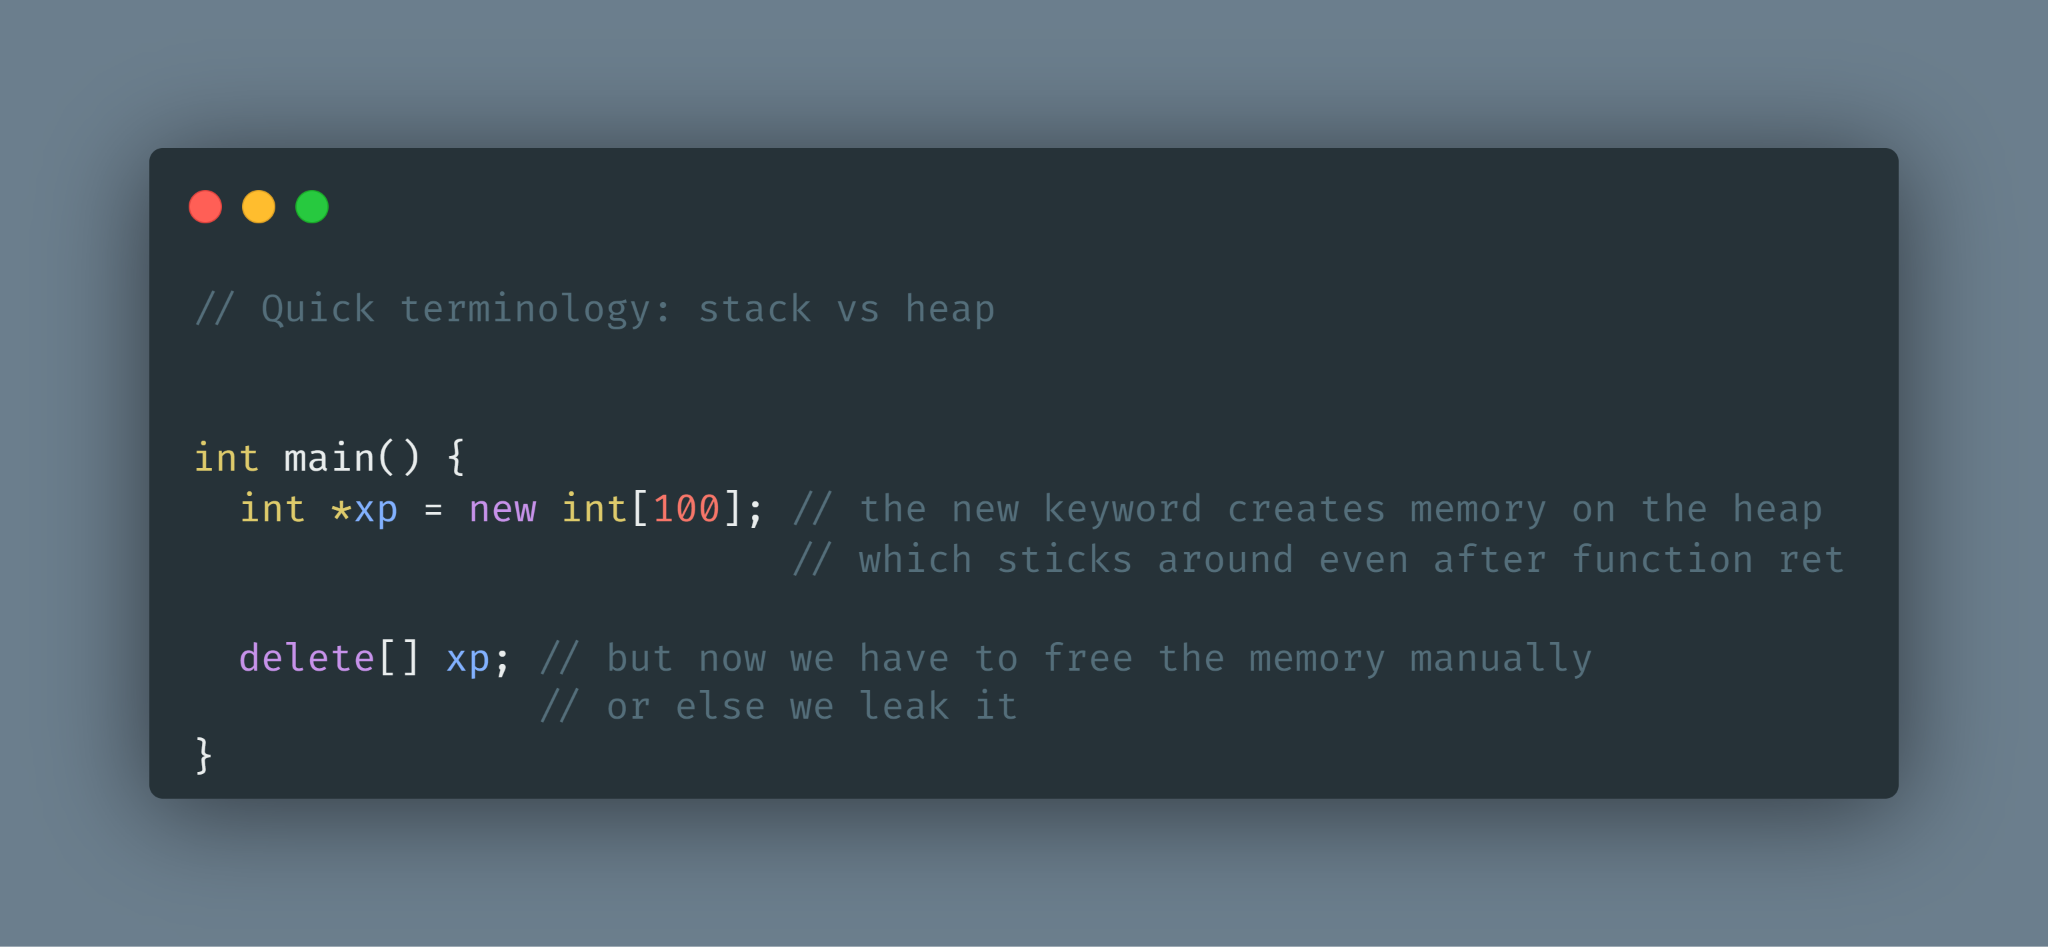 // Quick terminology: stack vs heap
int main() {
int *xp = new int[100]; // the new keyword creates memory on the heap
// which sticks around even after function ret
delete[] xp; // but now we have to free the memory manually
// or else we leak it
}